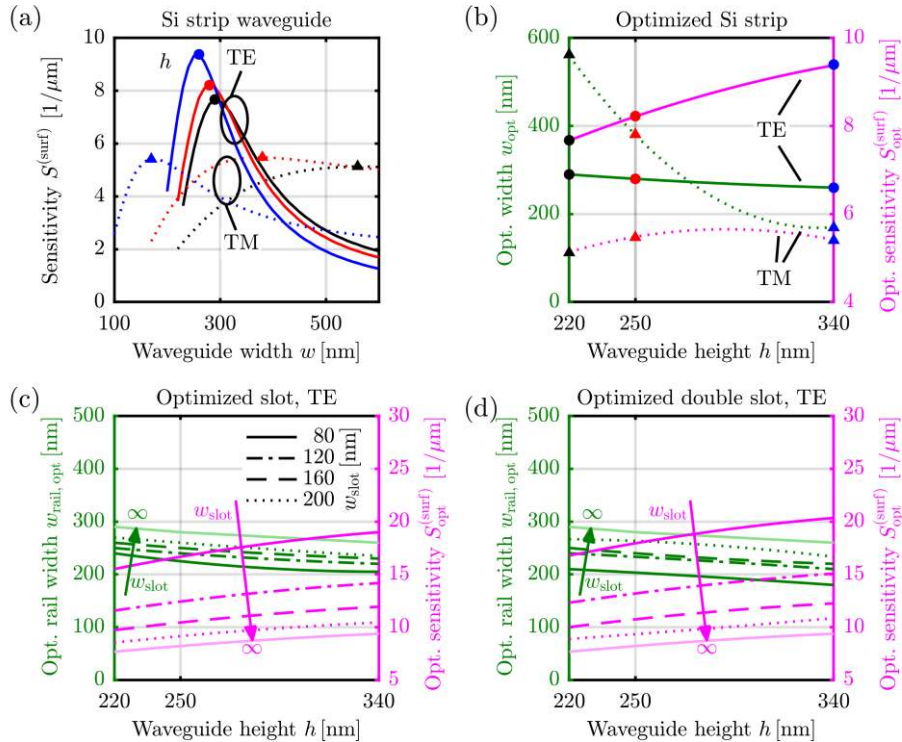 (a)
Si strip waveguide
Sensitivity S^(surf) [1/μm]
10
8
6
4
2
0
h
TE
TM
100
300
500
Waveguide width w [nm]
(b)
Optimized Si strip
Opt. width w_opt [nm]
600
400
200
0
TE
TM
10
8
6
4
Opt. sensitivity S_opt^(surf) [1/μm]
220
250
340
Waveguide height h [nm]
(c)
Optimized slot, TE
Opt. rail width w_rail, opt [nm]
500
400
300
200
100
0
80
120
160
200
w_slot [nm]
∞
w_slot
w_slot
∞
30
25
20
15
10
5
Opt. sensitivity S_opt^(surf) [1/μm]
220
250
340
Waveguide height h [nm]
(d)
Optimized double slot, TE
Opt. rail width w_rail, opt [nm]
500
400
300
200
100
0
∞
w_slot
w_slot
∞
30
25
20
15
10
5
Opt. sensitivity S_opt^(surf) [1/μm]
220
250
340
Waveguide height h [nm]